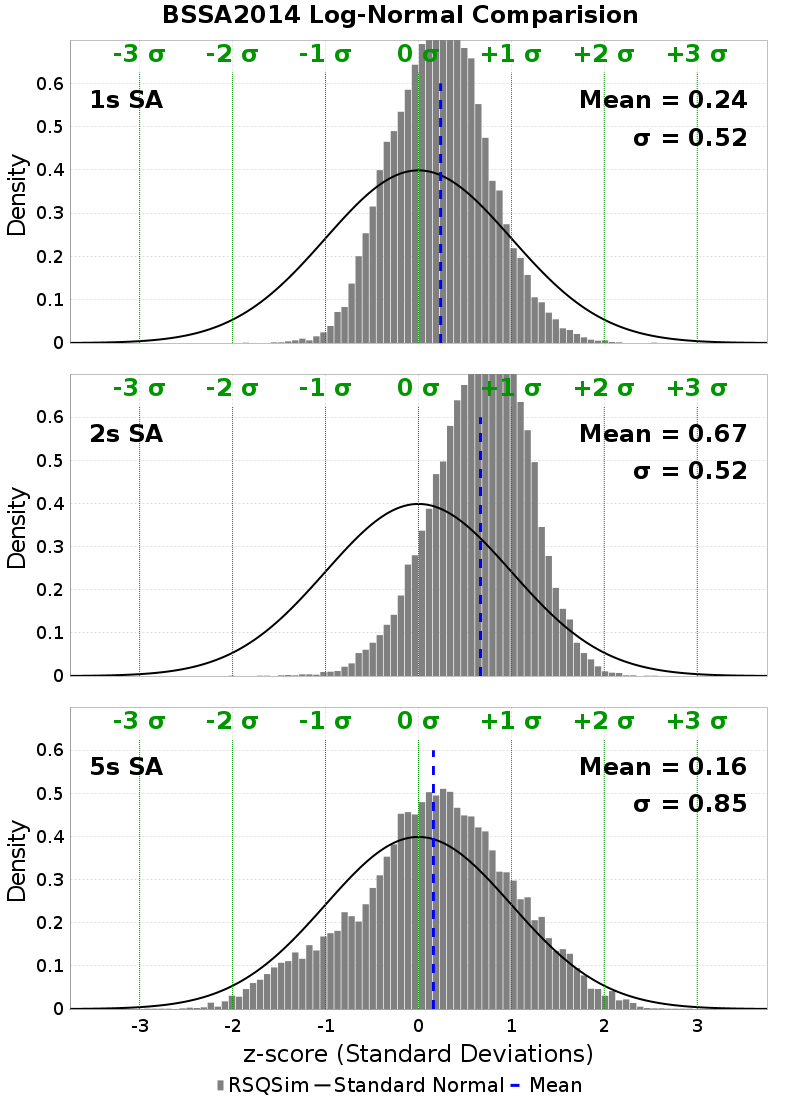 BSSA2014 Log-Normal Comparision
-3 σ -2 σ -1 σ 0 σ +1 σ +2 σ +3 σ
1s SA
Mean = 0.24
σ = 0.52
0.6
0.5
0.4
0.3
0.2
0.1
0
Density
-3 σ -2 σ -1 σ 0 σ +1 σ +2 σ +3 σ
2s SA
Mean = 0.67
σ = 0.52
0.6
0.5
0.4
0.3
0.2
0.1
0
Density
-3 σ -2 σ -1 σ 0 σ +1 σ +2 σ +3 σ
5s SA
Mean = 0.16
σ = 0.85
0.6
0.5
0.4
0.3
0.2
0.1
0
Density
-3 -2 -1 0 1 2 3
z-score (Standard Deviations)
RSQSim Standard Normal Mean